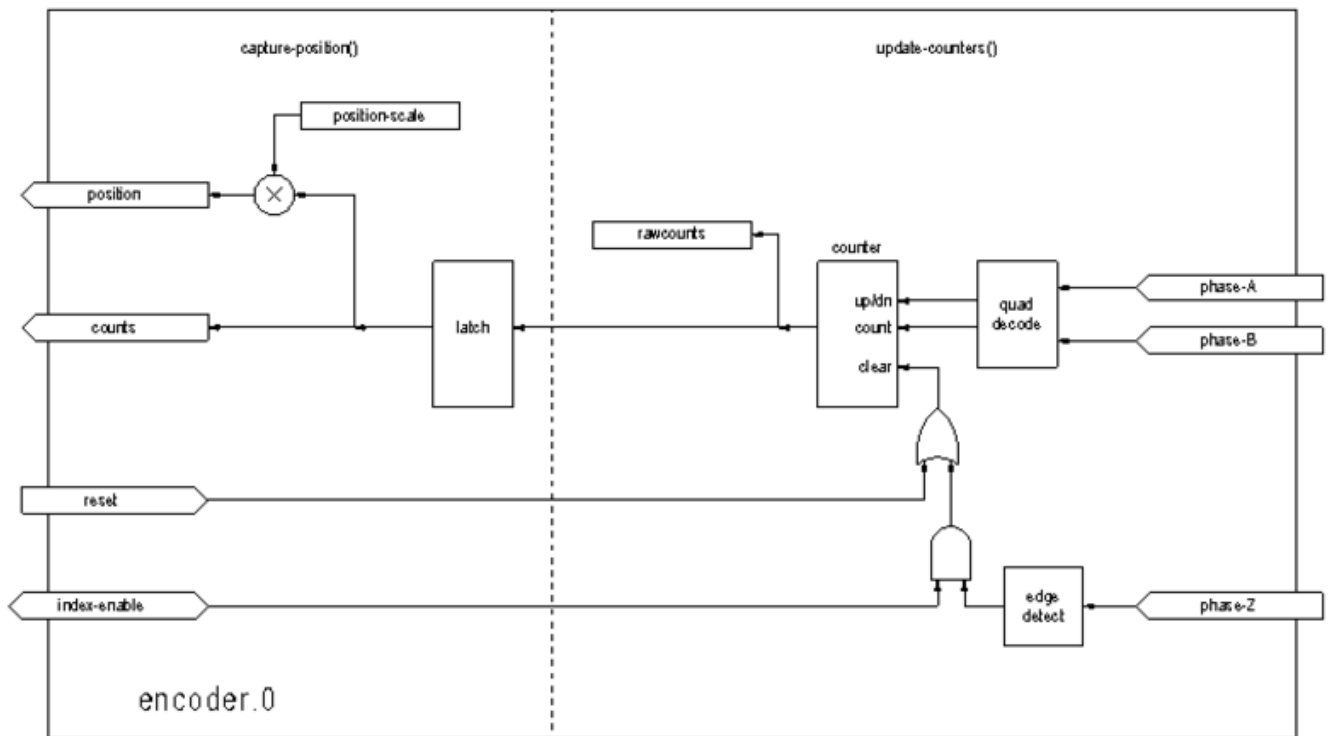 capture-position()
update-counters()
position-scale
position
rawcounts
counter
counts
latch
up/dn
count
clear
quad
decode
phase-A
phase-B
reset
index-enable
edge
detect
phase-Z
encoder.0